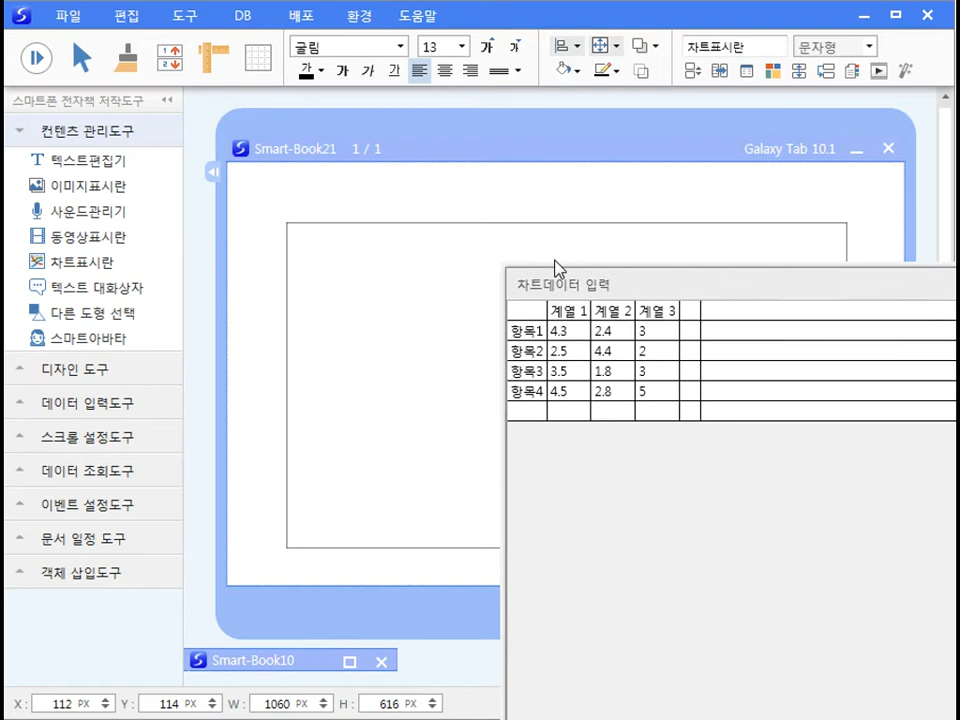 파일 편집 도구 DB 배포 환경 도움말
굴림 13 가 가 차트표시란 문자형
가 가 가 가
스마트폰 전자책 저작도구
컨텐츠 관리도구
텍스트편집기
이미지표시란
사운드관리기
동영상표시란
차트표시란
텍스트 대화상자
다른 도형 선택
스마트아바타
디자인 도구
데이터 입력도구
스크롤 설정도구
데이터 조회도구
이벤트 설정도구
문서 일정 도구
객체 삽입도구
Smart-Book21 1 / 1 Galaxy Tab 10.1
차트데이터 입력
계열 1 계열 2 계열 3
항목1 4.3 2.4 3
항목2 2.5 4.4 2
항목3 3.5 1.8 3
항목4 4.5 2.8 5
Smart-Book10
X : 112 PX Y : 114 PX W : 1060 PX H : 616 PX